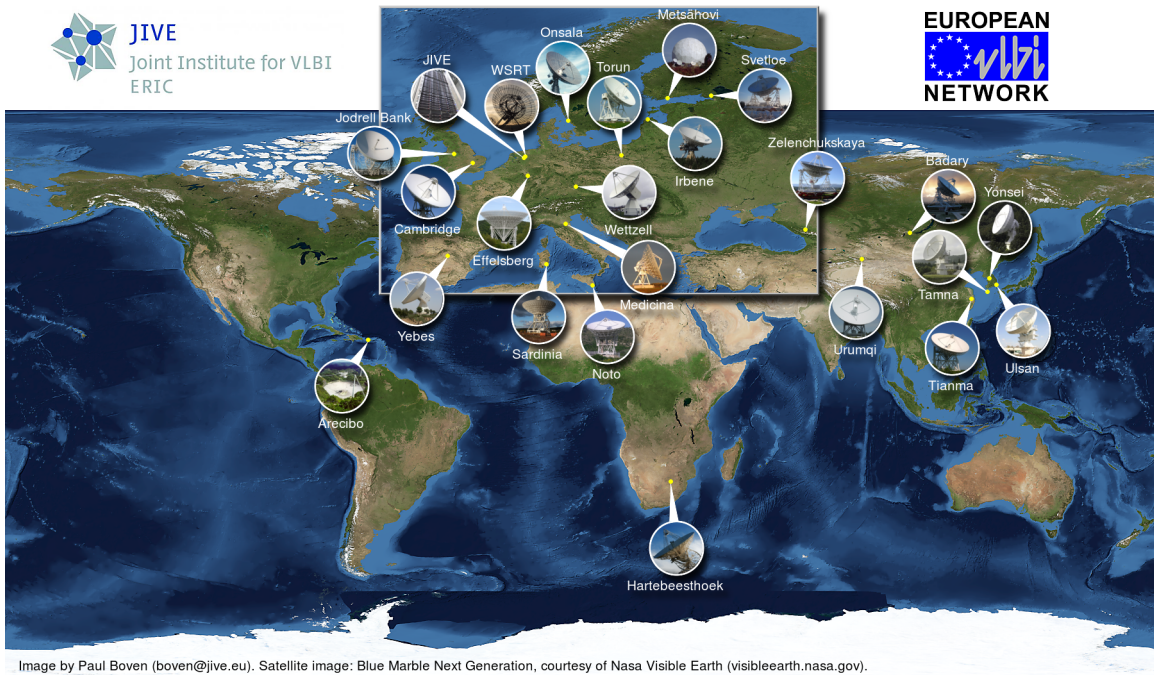 JIVE
Joint Institute for VLBI
ERIC
EUROPEAN
vlbi
NETWORK
Metsähovi
Onsala
JIVE
WSRT
Torun
Svetloe
Jodrell Bank
Zelenchukskaya
Badary
Irbene
Yonsei
Cambridge
Wettzell
Effelsberg
Tamna
Medicina
Yebes
Sardinia
Noto
Urumqi
Ulsan
Tianma
Arecibo
Hartebeesthoek
Image by Paul Boven (boven@jive.eu). Satellite image: Blue Marble Next Generation, courtesy of Nasa Visible Earth (visibleearth.nasa.gov).